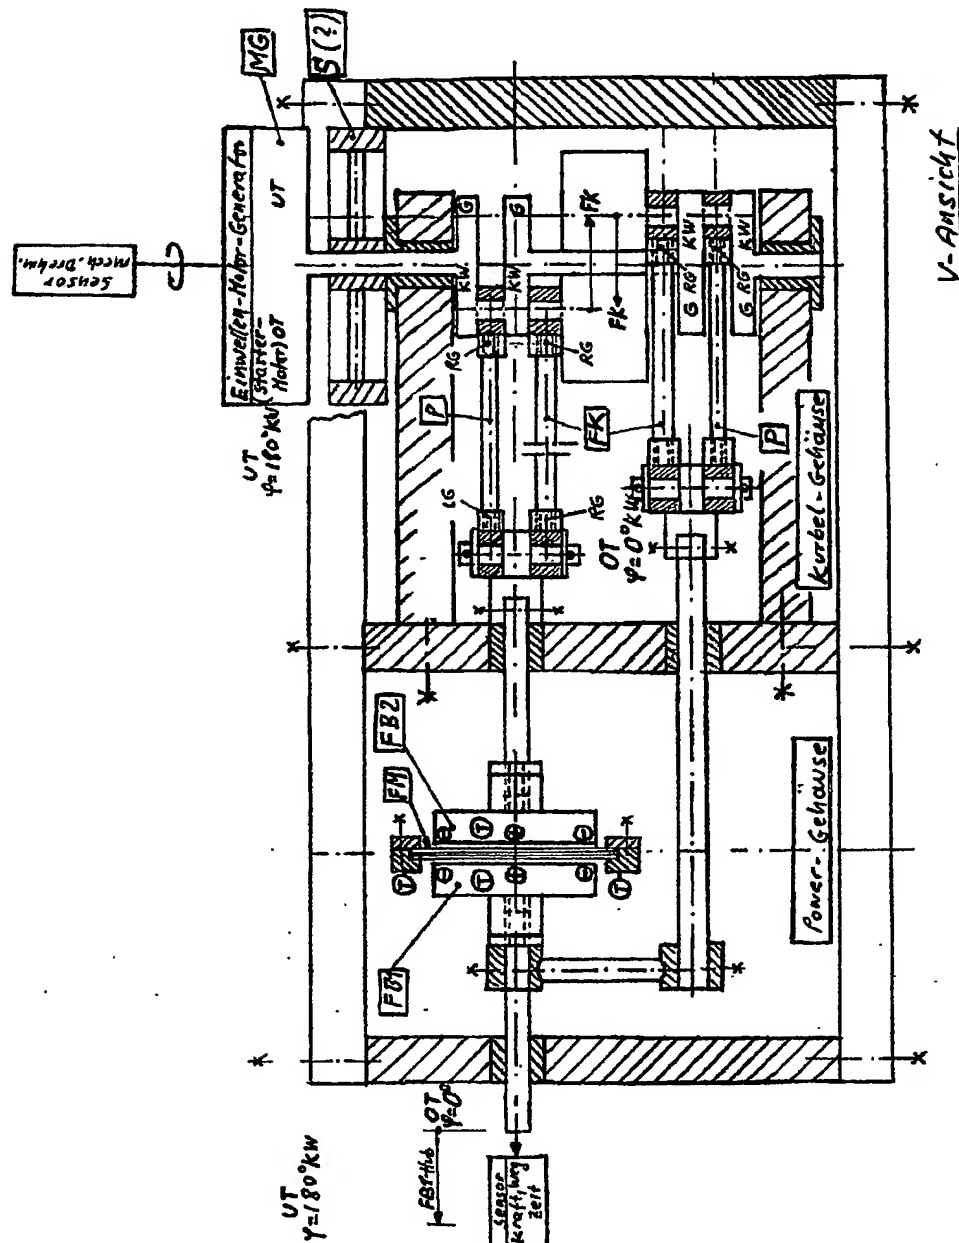 Sensor
mech. Drehm.
Einwellen-Motor-Generator
(Starter-
Motor) OT
UT
MG
S(?)
UT
φ=180°KW
KW
G
KW
G
FK
FK
KW
KW
G
RG
G
RG
RG
RG
P
FK
P
LG
RG
OT
φ=0°KW
Kurbel-Gehäuse
FB2
FM
T
T
T
T
FB1
Power-Gehäuse
OT
φ=0°
FB1-Hub
UT
φ=180°KW
Sensor
Kraft, Weg
Zeit
V-Ansicht